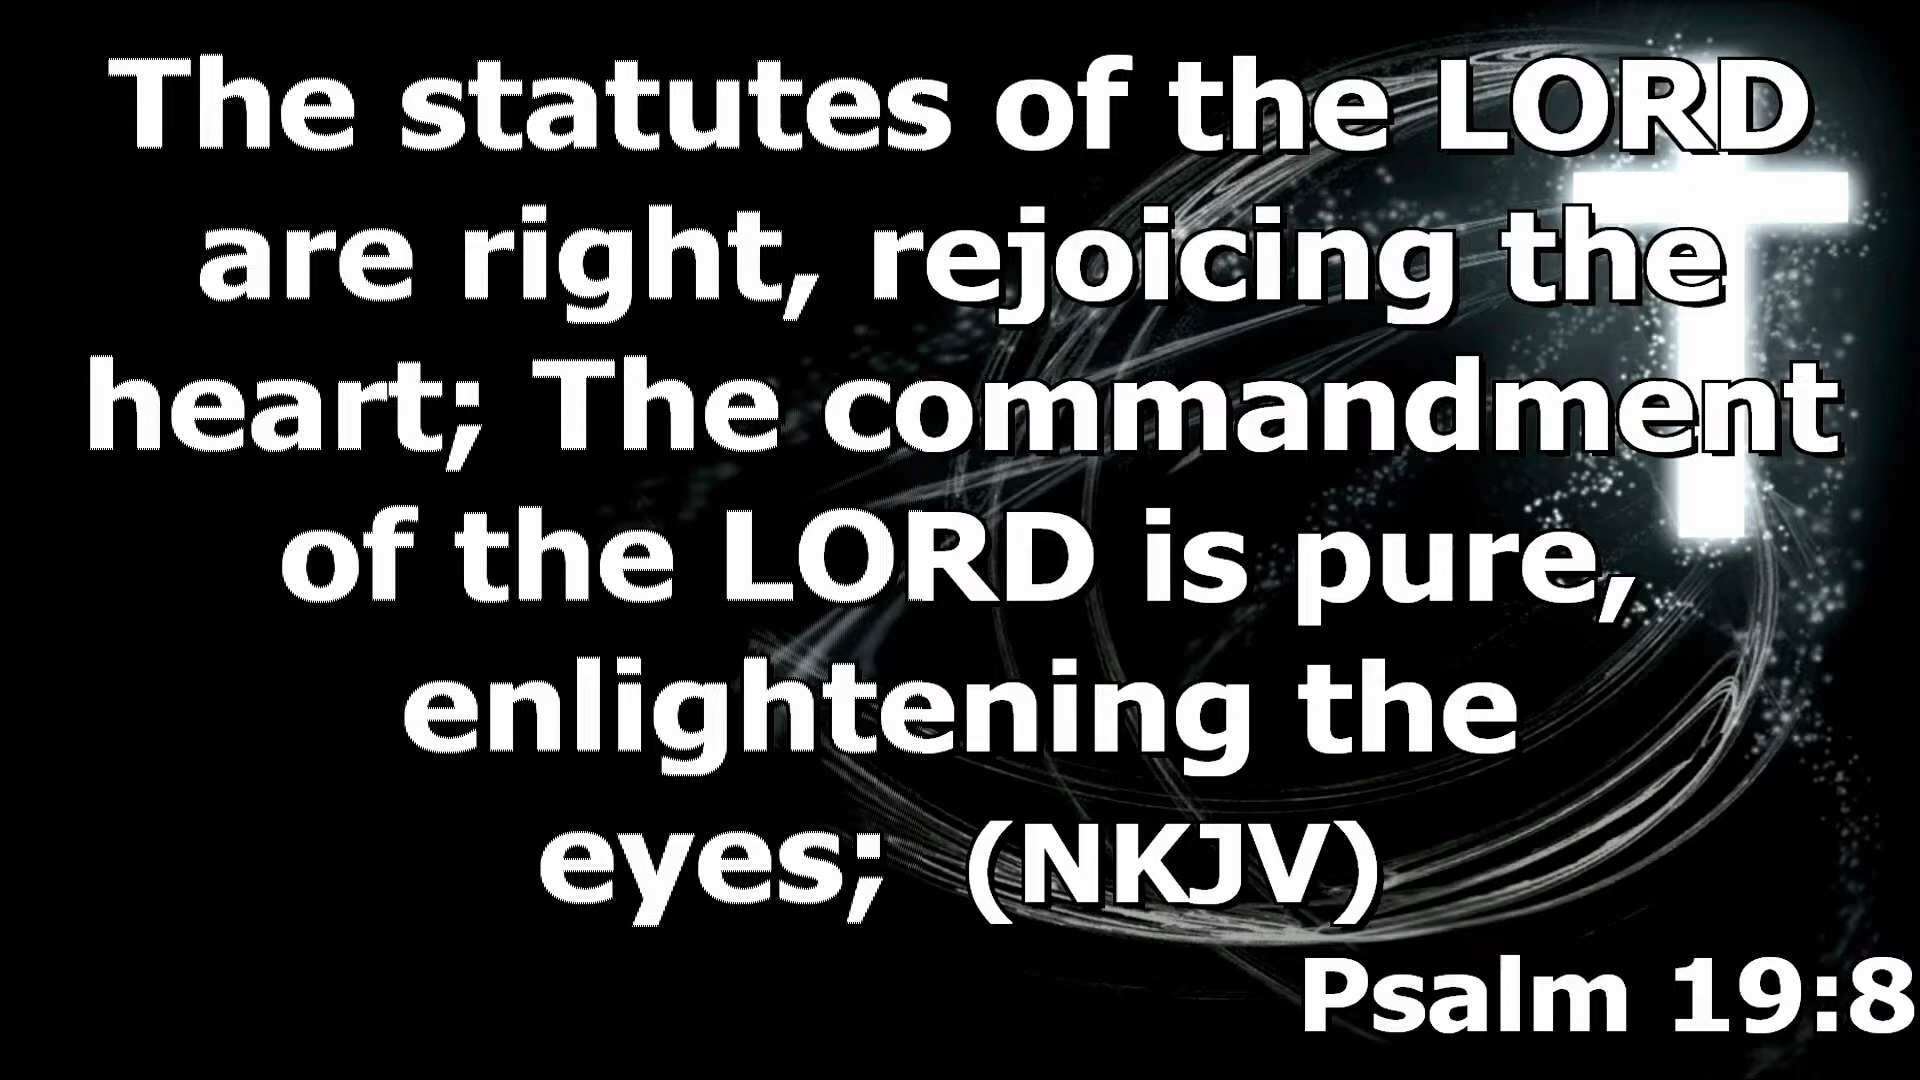 The statutes of the LORD
are right, rejoicing the
heart; The commandment
of the LORD is pure,
enlightening the
eyes; (NKJV)
Psalm 19:8